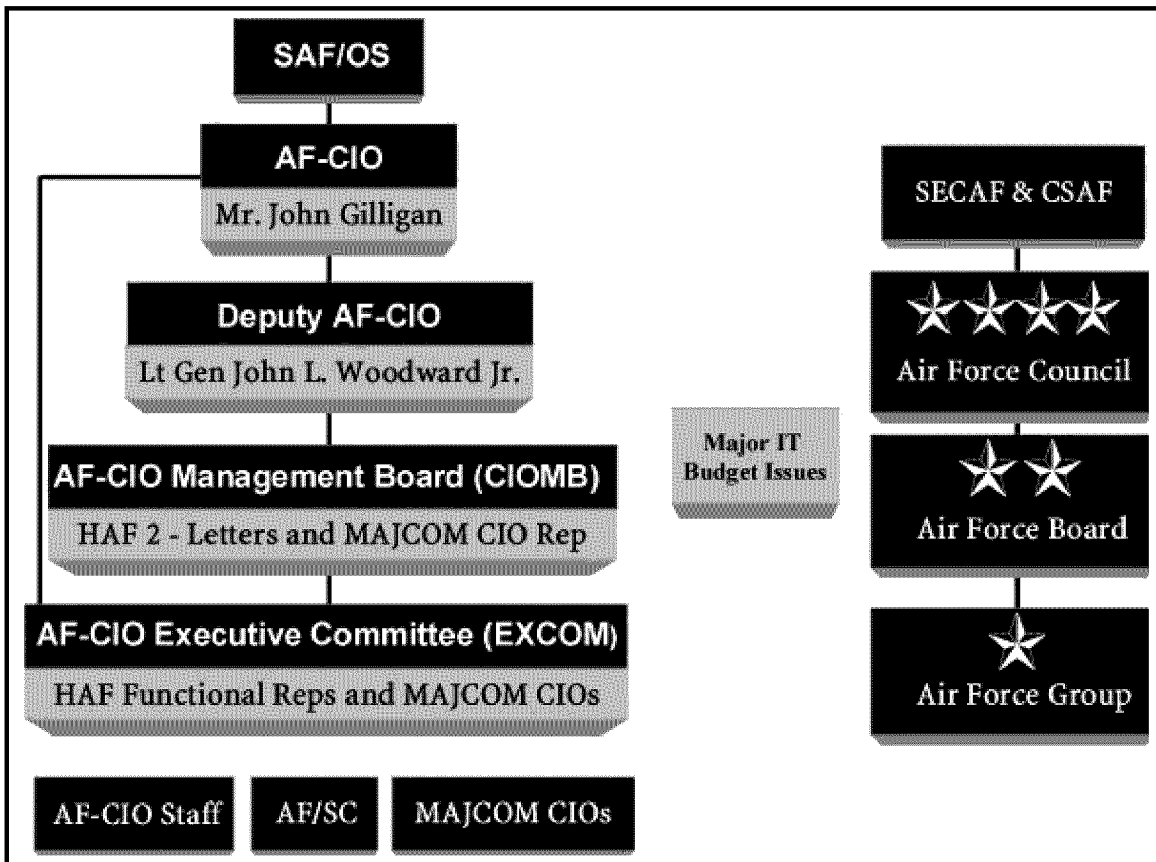 SAF/OS
AF-CIO
Mr. John Gilligan
Deputy AF-CIO
Lt Gen John L. Woodward Jr.
AF-CIO Management Board (CIOMB)
HAF 2 - Letters and MAJCOM CIO Rep
AF-CIO Executive Committee (EXCOM)
HAF Functional Reps and MAJCOM CIOs
AF-CIO Staff
AF/SC
MAJCOM CIOs
Major IT
Budget Issues
SECAF & CSAF
Air Force Council
Air Force Board
Air Force Group